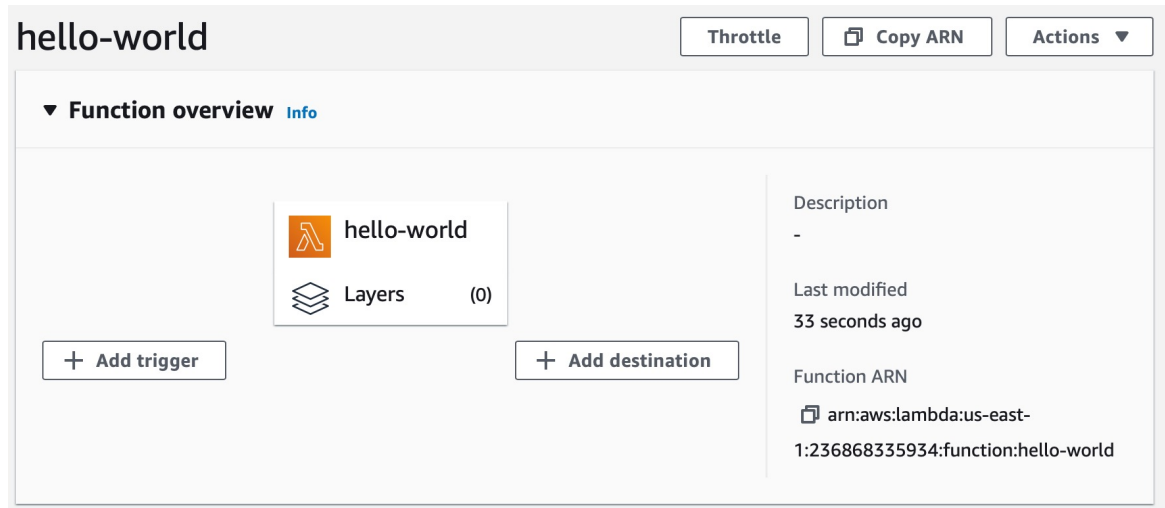 hello-world
Throttle
Copy ARN
Actions
Function overview Info
hello-world
Layers (0)
Add trigger
Add destination
Description
-
Last modified
33 seconds ago
Function ARN
arn:aws:lambda:us-east-
1:236868335934:function:hello-world